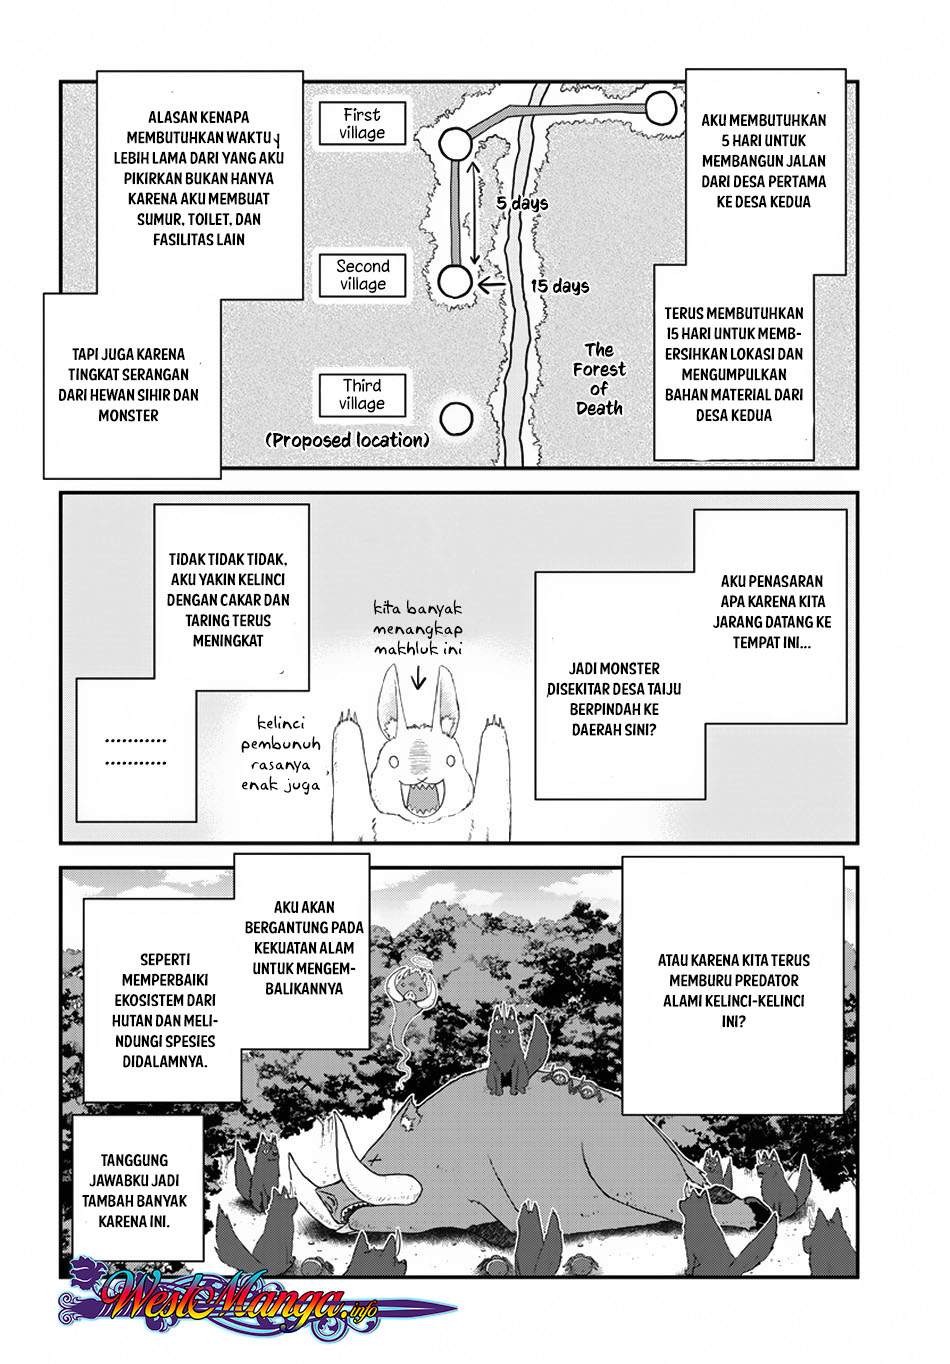 AKU MEMBUTUHKAN
5 HARI UNTUK
MEMBANGUN JALAN
DARI DESA PERTAMA
KE DESA KEDUA
TERUS MEMBUTUHKAN
15 HARI UNTUK MEMB-
ERSIHKAN LOKASI DAN
MENGUMPULKAN
BAHAN MATERIAL DARI
DESA KEDUA
First
village
5 days
Second
village
15 days
The
Forest
of
Death
Third
village
(Proposed location)
ALASAN KENAPA
MEMBUTUHKAN WAKTU
LEBIH LAMA DARI YANG AKU
PIKIRKAN BUKAN HANYA
KARENA AKU MEMBUAT
SUMUR, TOILET, DAN
FASILITAS LAIN
TAPI JUGA KARENA
TINGKAT SERANGAN
DARI HEWAN SIHIR DAN
MONSTER
AKU PENASARAN
APA KARENA KITA
JARANG DATANG KE
TEMPAT INI...
JADI MONSTER
DISEKITAR DESA TAIJU
BERPINDAH KE
DAERAH SINI?
kita banyak
menangkap
makhluk ini
kelinci
pembunuh
rasanya
enak juga
TIDAK TIDAK TIDAK,
AKU YAKIN KELINCI
DENGAN CAKAR DAN
TARING TERUS
MENINGKAT
............
............
ATAU KARENA KITA TERUS
MEMBURU PREDATOR
ALAMI KELINCI-KELINCI
INI?
AKU AKAN
BERGANTUNG PADA
KEKUATAN ALAM
UNTUK MENGEM-
BALIKANNYA
SEPERTI
MEMPERBAIKI
EKOSISTEM DARI
HUTAN DAN MELI-
NDUNGI SPESIES
DIDALAMNYA.
TANGGUNG
JAWABKU JADI
TAMBAH BANYAK
KARENA INI.
WestManga.info